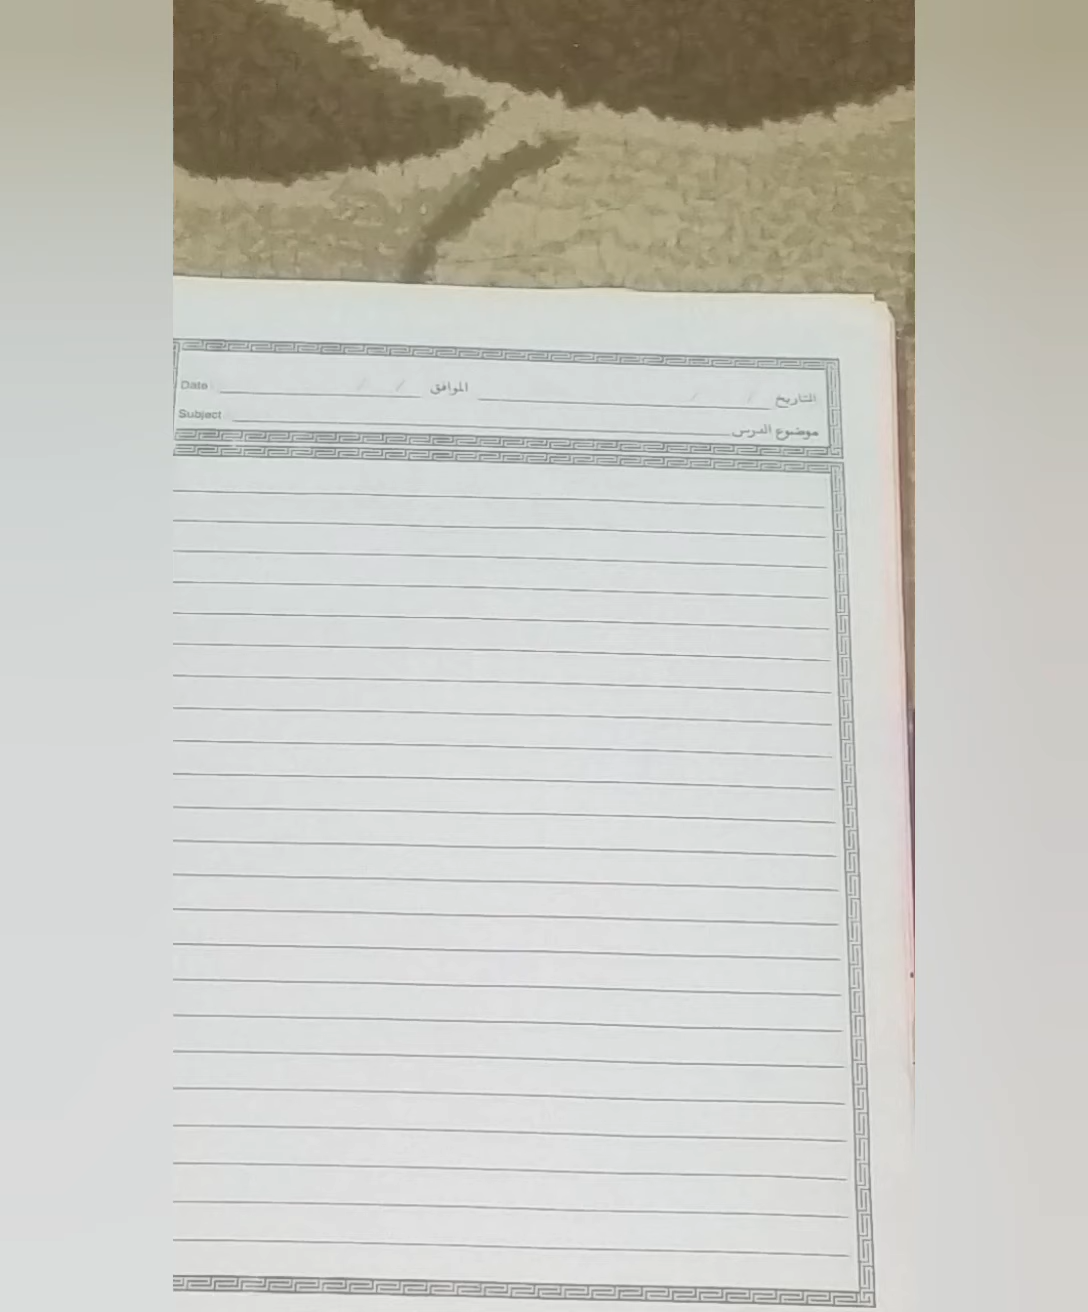 التاريخ / / الموافق / / Date
موضوع الدرس Subject